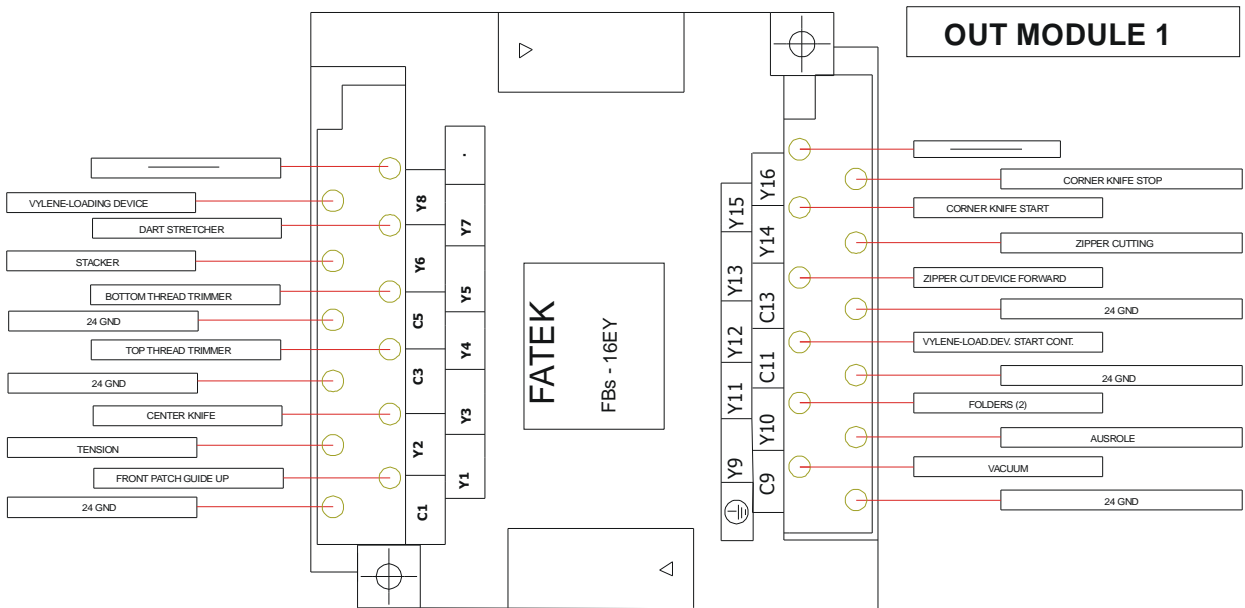 OUT MODULE 1
VYLENE-LOADING DEVICE
DART STRETCHER
STACKER
BOTTOM THREAD TRIMMER
24 GND
TOP THREAD TRIMMER
24 GND
CENTER KNIFE
TENSION
FRONT PATCH GUIDE UP
24 GND
Y8
Y6
C5
C3
Y2
C1
.
Y7
Y5
Y4
Y3
Y1
FATEK
FBs - 16EY
Y15
Y13
Y12
Y11
Y9
Y16
Y14
C13
C11
Y10
C9
CORNER KNIFE STOP
CORNER KNIFE START
ZIPPER CUTTING
ZIPPER CUT DEVICE FORWARD
24 GND
VYLENE-LOAD.DEV. START CONT.
24 GND
FOLDERS (2)
AUSROLE
VACUUM
24 GND